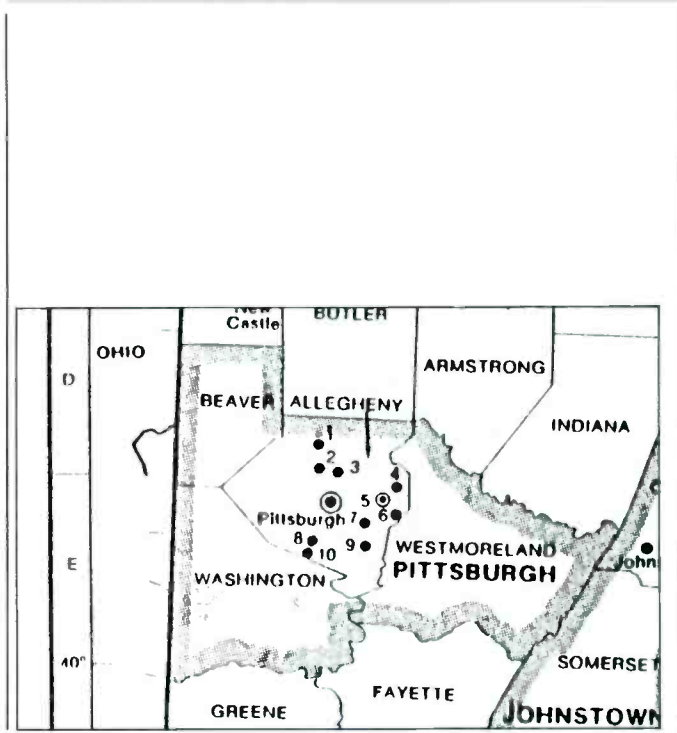 New
Castle
BUTLER
OHIO
ARMSTRONG
D
BEAVER
ALLEGHENY
INDIANA
2
3
4
5
Pittsburgh
7
6
8
9
10
WESTMORELAND
E
PITTSBURGH
WASHINGTON
John
40°
SOMERSET
FAYETTE
GREENE
JOHNSTOWN